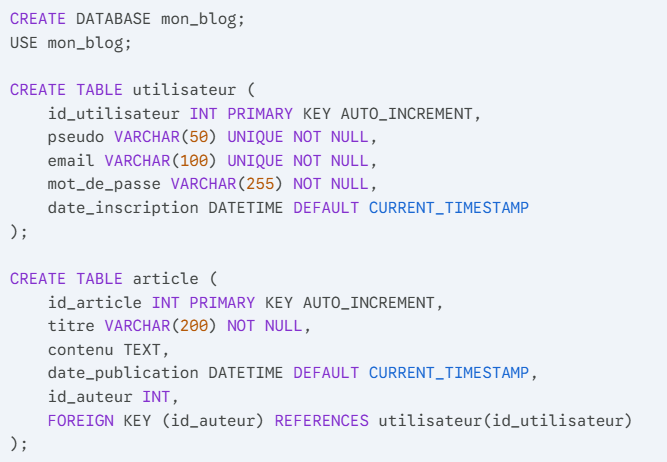 CREATE DATABASE mon_blog;
USE mon_blog;
CREATE TABLE utilisateur (
id_utilisateur INT PRIMARY KEY AUTO_INCREMENT,
pseudo VARCHAR(50) UNIQUE NOT NULL,
email VARCHAR(100) UNIQUE NOT NULL,
mot_de_passe VARCHAR(255) NOT NULL,
date_inscription DATETIME DEFAULT CURRENT_TIMESTAMP
);
CREATE TABLE article (
id_article INT PRIMARY KEY AUTO_INCREMENT,
titre VARCHAR(200) NOT NULL,
contenu TEXT,
date_publication DATETIME DEFAULT CURRENT_TIMESTAMP,
id_auteur INT,
FOREIGN KEY (id_auteur) REFERENCES utilisateur(id_utilisateur)
);